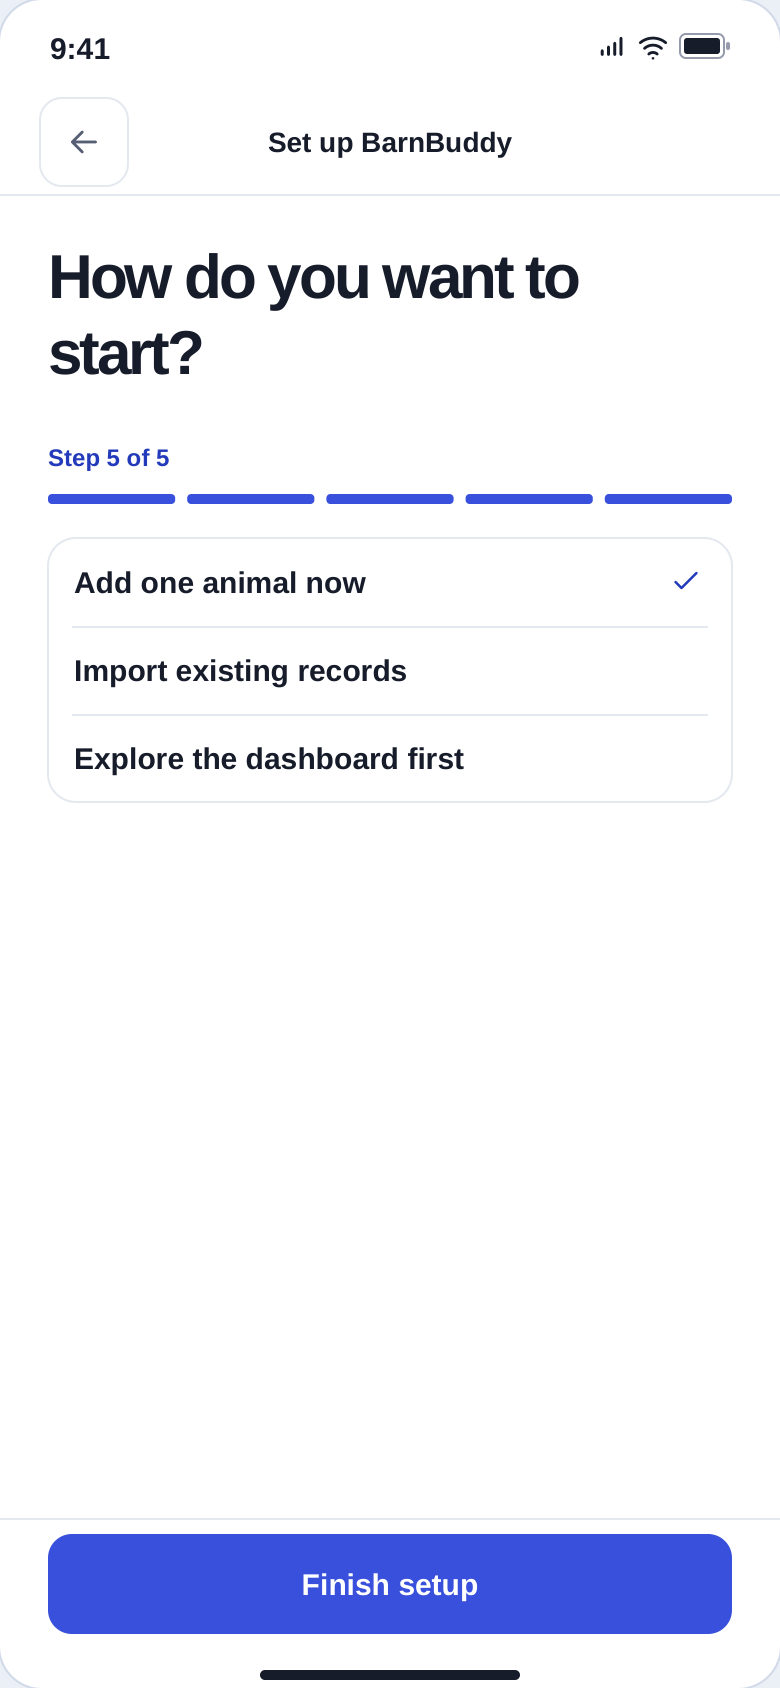 9:41
Set up BarnBuddy
How do you want to
start?
Step 5 of 5
Add one animal now
Import existing records
Explore the dashboard first
Finish setup